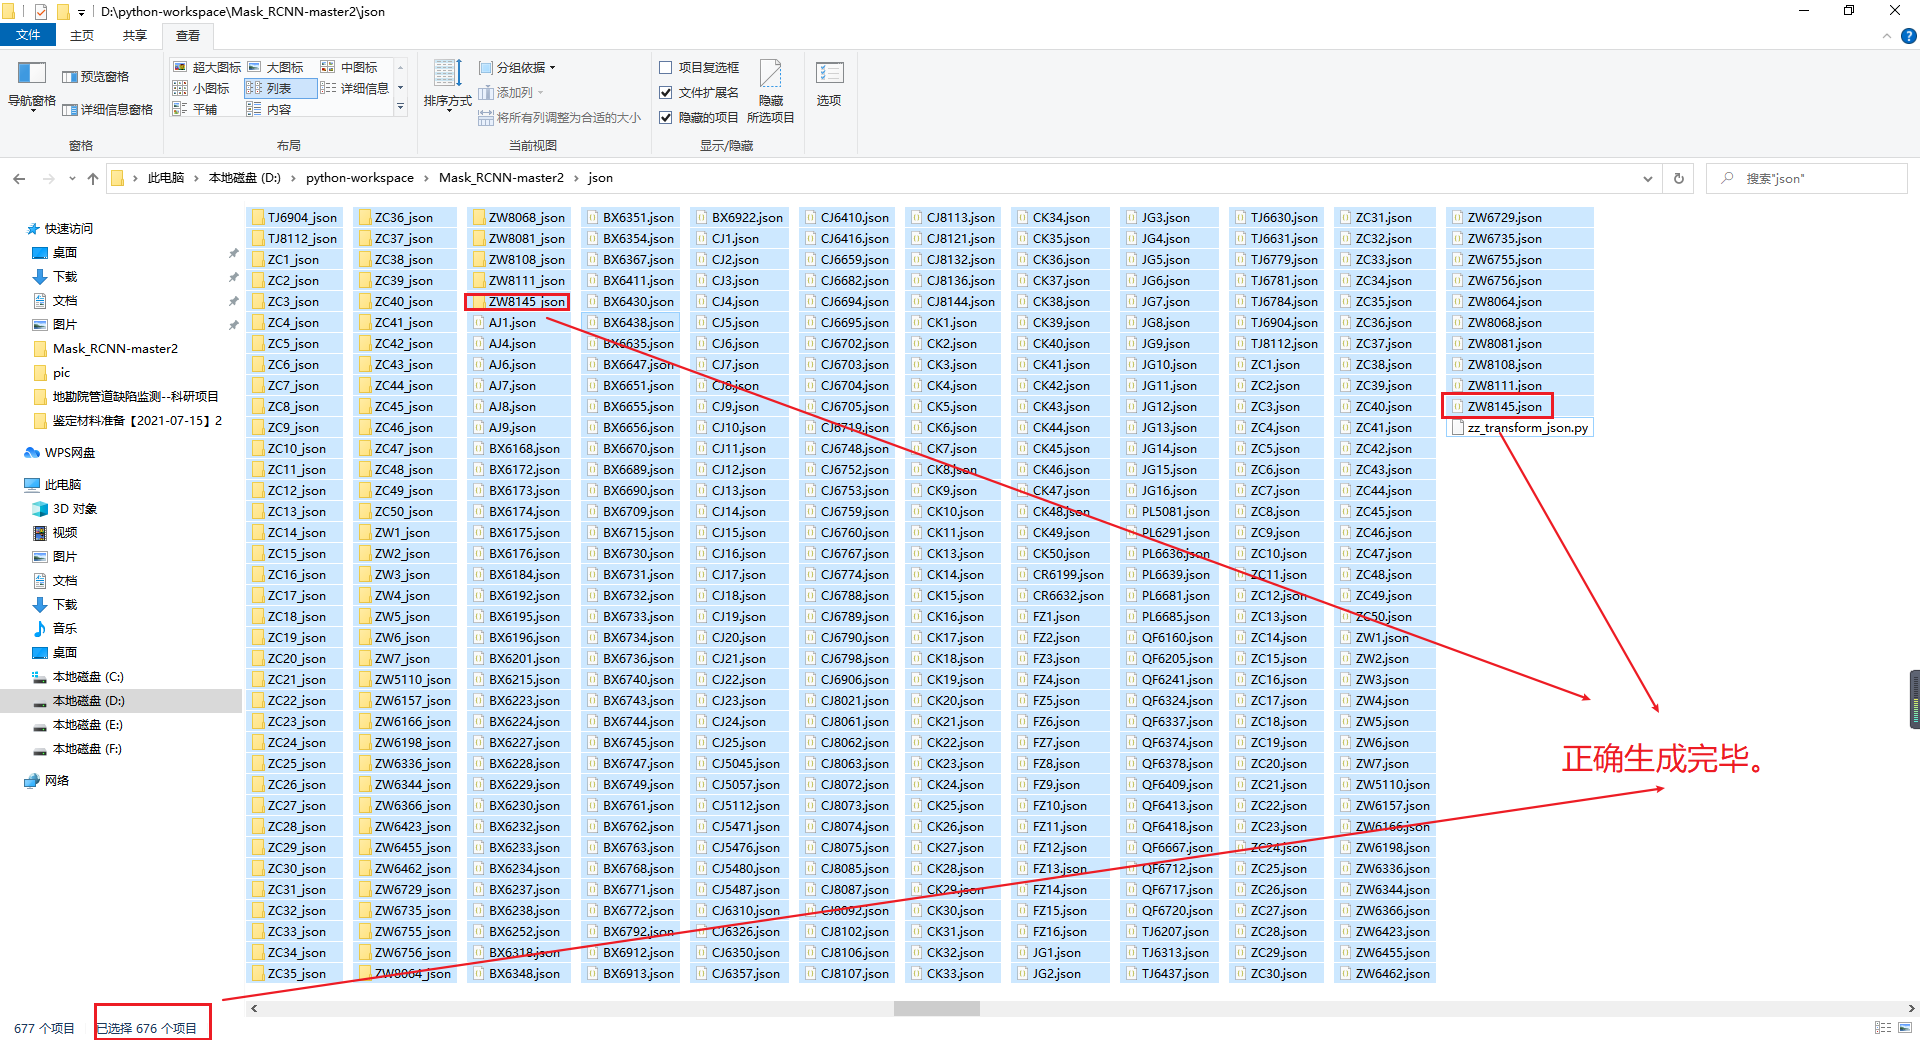 D:\python-workspace\Mask_RCNN-master2\json
文件 主页 共享 查看
导航窗格
预览窗格
详细信息窗格
窗格
超大图标 大图标 中图标
小图标 列表 详细信息
平铺 内容
布局
排序方式
分组依据
添加列
将所有列调整为合适的大小
当前视图
项目复选框
文件扩展名
隐藏的项目
隐藏
所选项目
显示/隐藏
选项
此电脑 › 本地磁盘 (D:) › python-workspace › Mask_RCNN-master2 › json
搜索"json"
快速访问
桌面
下载
文档
图片
Mask_RCNN-master2
pic
地勘院管道缺陷监测--科研项目
鉴定材料准备【2021-07-15】2
WPS网盘
此电脑
3D 对象
视频
图片
文档
下载
音乐
桌面
本地磁盘 (C:)
本地磁盘 (D:)
本地磁盘 (E:)
本地磁盘 (F:)
网络
TJ6904_json ZC36_json ZW8068_json BX6351.json BX6922.json CJ6410.json CJ8113.json CK34.json JG3.json TJ6630.json ZC31.json ZW6729.json
TJ8112_json ZC37_json ZW8081_json BX6354.json CJ1.json CJ6416.json CJ8121.json CK35.json JG4.json TJ6631.json ZC32.json ZW6735.json
ZC1_json ZC38_json ZW8108_json BX6367.json CJ2.json CJ6659.json CJ8132.json CK36.json JG5.json TJ6779.json ZC33.json ZW6755.json
ZC2_json ZC39_json ZW8111_json BX6411.json CJ3.json CJ6682.json CJ8136.json CK37.json JG6.json TJ6781.json ZC34.json ZW6756.json
ZC3_json ZC40_json ZW8145_json BX6430.json CJ4.json CJ6694.json CJ8144.json CK38.json JG7.json TJ6784.json ZC35.json ZW8064.json
ZC4_json ZC41_json AJ1.json BX6438.json CJ5.json CJ6695.json CK1.json CK39.json JG8.json TJ6904.json ZC36.json ZW8068.json
ZC5_json ZC42_json AJ4.json BX6635.json CJ6.json CJ6702.json CK2.json CK40.json JG9.json TJ8112.json ZC37.json ZW8081.json
ZC6_json ZC43_json AJ6.json BX6647.json CJ7.json CJ6703.json CK3.json CK41.json JG10.json ZC1.json ZC38.json ZW8108.json
ZC7_json ZC44_json AJ7.json BX6651.json CJ8.json CJ6704.json CK4.json CK42.json JG11.json ZC2.json ZC39.json ZW8111.json
ZC8_json ZC45_json AJ8.json BX6655.json CJ9.json CJ6705.json CK5.json CK43.json JG12.json ZC3.json ZC40.json ZW8145.json
ZC9_json ZC46_json AJ9.json BX6656.json CJ10.json CJ6719.json CK6.json CK44.json JG13.json ZC4.json ZC41.json zz_transform_json.py
ZC10_json ZC47_json BX6168.json BX6670.json CJ11.json CJ6748.json CK7.json CK45.json JG14.json ZC5.json ZC42.json
ZC11_json ZC48_json BX6172.json BX6689.json CJ12.json CJ6752.json CK8.json CK46.json JG15.json ZC6.json ZC43.json
ZC12_json ZC49_json BX6173.json BX6690.json CJ13.json CJ6753.json CK9.json CK47.json JG16.json ZC7.json ZC44.json
ZC13_json ZC50_json BX6174.json BX6709.json CJ14.json CJ6759.json CK10.json CK48.json PL5081.json ZC8.json ZC45.json
ZC14_json ZW1_json BX6175.json BX6715.json CJ15.json CJ6760.json CK11.json CK49.json PL6291.json ZC9.json ZC46.json
ZC15_json ZW2_json BX6176.json BX6730.json CJ16.json CJ6767.json CK13.json CK50.json PL6636.json ZC10.json ZC47.json
ZC16_json ZW3_json BX6184.json BX6731.json CJ17.json CJ6774.json CK14.json CR6199.json PL6639.json ZC11.json ZC48.json
ZC17_json ZW4_json BX6192.json BX6732.json CJ18.json CJ6788.json CK15.json CR6632.json PL6681.json ZC12.json ZC49.json
ZC18_json ZW5_json BX6195.json BX6733.json CJ19.json CJ6789.json CK16.json FZ1.json PL6685.json ZC13.json ZC50.json
ZC19_json ZW6_json BX6196.json BX6734.json CJ20.json CJ6790.json CK17.json FZ2.json QF6160.json ZC14.json ZW1.json
ZC20_json ZW7_json BX6201.json BX6736.json CJ21.json CJ6798.json CK18.json FZ3.json QF6205.json ZC15.json ZW2.json
ZC21_json ZW5110_json BX6215.json BX6740.json CJ22.json CJ6906.json CK19.json FZ4.json QF6241.json ZC16.json ZW3.json
ZC22_json ZW6157_json BX6223.json BX6743.json CJ23.json CJ8021.json CK20.json FZ5.json QF6324.json ZC17.json ZW4.json
ZC23_json ZW6166_json BX6224.json BX6744.json CJ24.json CJ8061.json CK21.json FZ6.json QF6337.json ZC18.json ZW5.json
ZC24_json ZW6198_json BX6227.json BX6745.json CJ25.json CJ8062.json CK22.json FZ7.json QF6374.json ZC19.json ZW6.json
ZC25_json ZW6336_json BX6228.json BX6747.json CJ5045.json CJ8063.json CK23.json FZ8.json QF6378.json ZC20.json ZW7.json
ZC26_json ZW6344_json BX6229.json BX6749.json CJ5057.json CJ8072.json CK24.json FZ9.json QF6409.json ZC21.json ZW5110.json
ZC27_json ZW6366_json BX6230.json BX6761.json CJ5112.json CJ8073.json CK25.json FZ10.json QF6413.json ZC22.json ZW6157.json
ZC28_json ZW6423_json BX6232.json BX6762.json CJ5471.json CJ8074.json CK26.json FZ11.json QF6418.json ZC23.json ZW6166.json
ZC29_json ZW6455_json BX6233.json BX6763.json CJ5476.json CJ8075.json CK27.json FZ12.json QF6667.json ZC24.json ZW6198.json
ZC30_json ZW6462_json BX6234.json BX6768.json CJ5480.json CJ8085.json CK28.json FZ13.json QF6712.json ZC25.json ZW6336.json
ZC31_json ZW6729_json BX6237.json BX6771.json CJ5487.json CJ8087.json CK29.json FZ14.json QF6717.json ZC26.json ZW6344.json
ZC32_json ZW6735_json BX6238.json BX6772.json CJ6310.json CJ8092.json CK30.json FZ15.json QF6720.json ZC27.json ZW6366.json
ZC33_json ZW6755_json BX6252.json BX6792.json CJ6326.json CJ8102.json CK31.json FZ16.json TJ6207.json ZC28.json ZW6423.json
ZC34_json ZW6756_json BX6318.json BX6912.json CJ6350.json CJ8106.json CK32.json JG1.json TJ6313.json ZC29.json ZW6455.json
ZC35_json ZW8064_json BX6348.json BX6913.json CJ6357.json CJ8107.json CK33.json JG2.json TJ6437.json ZC30.json ZW6462.json
正确生成完毕。
677 个项目 已选择 676 个项目